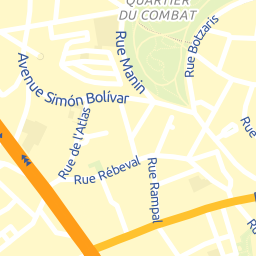 QUARTIER
DU COMBAT
Rue Botzaris
Rue Manin
Avenue Simón Bolívar
Rue de l'Atlas
Rue Rébeval
Rue Rampal